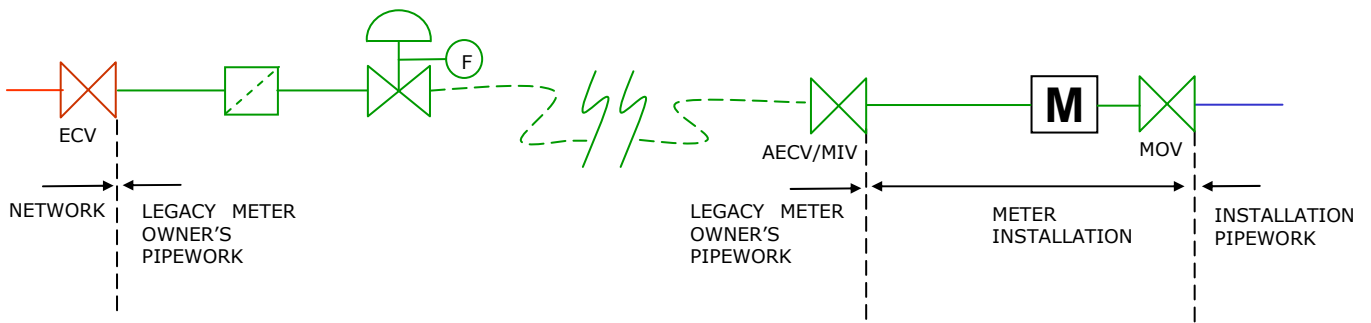 F
M
ECV
AECV/MIV
MOV
NETWORK
LEGACY METER
OWNER'S
PIPEWORK
LEGACY METER
OWNER'S
PIPEWORK
METER
INSTALLATION
INSTALLATION
PIPEWORK